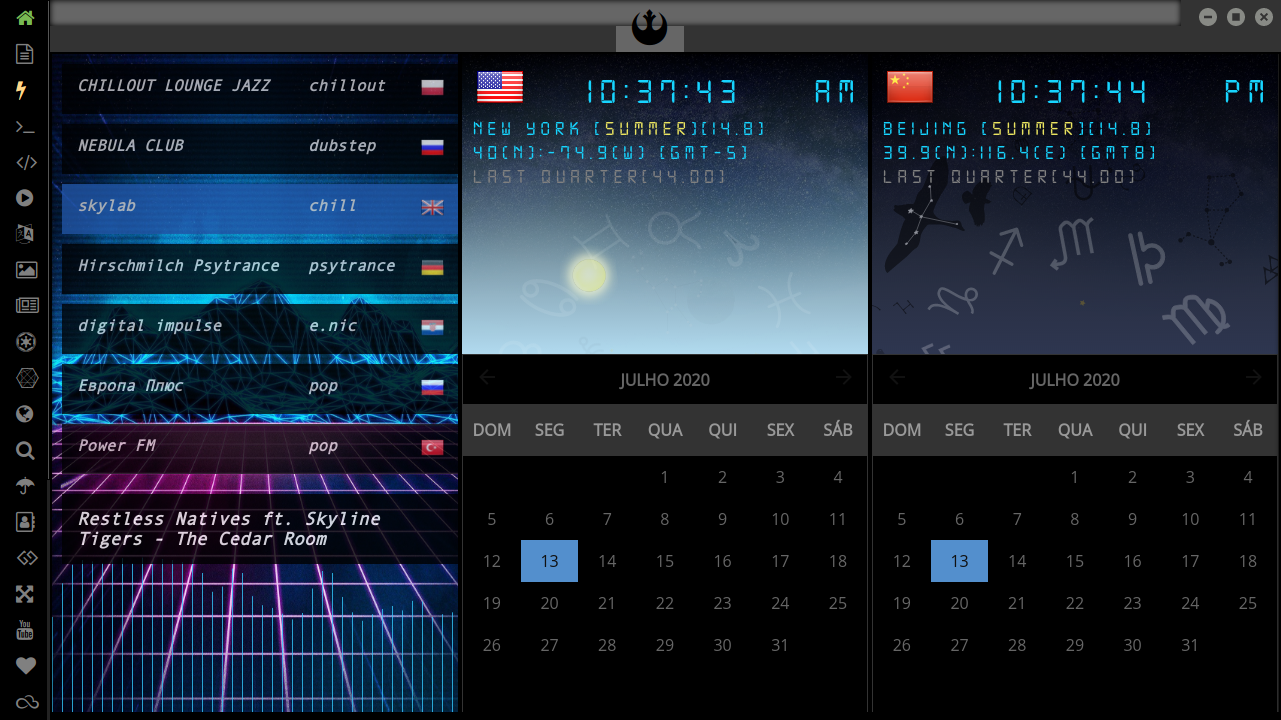 CHILLOUT LOUNGE JAZZ chillout
NEBULA CLUB dubstep
skylab chill
Hirschmilch Psytrance psytrance
digital impulse e.nic
Европа Плюс pop
Power FM pop
Restless Natives ft. Skyline
Tigers - The Cedar Room
10:37:43 AM
NEW YORK [SUMMER][14.8]
40(N):-74.9(W) [GMT-5]
LAST QUARTER[44.00]
JULHO 2020
DOM SEG TER QUA QUI SEX SÁB
1 2 3 4
5 6 7 8 9 10 11
12 13 14 15 16 17 18
19 20 21 22 23 24 25
26 27 28 29 30 31
10:37:44 PM
BEIJING [SUMMER][14.8]
39.9(N):116.4(E) [GMT8]
LAST QUARTER[44.00]
JULHO 2020
DOM SEG TER QUA QUI SEX SÁB
1 2 3 4
5 6 7 8 9 10 11
12 13 14 15 16 17 18
19 20 21 22 23 24 25
26 27 28 29 30 31
You
Tube